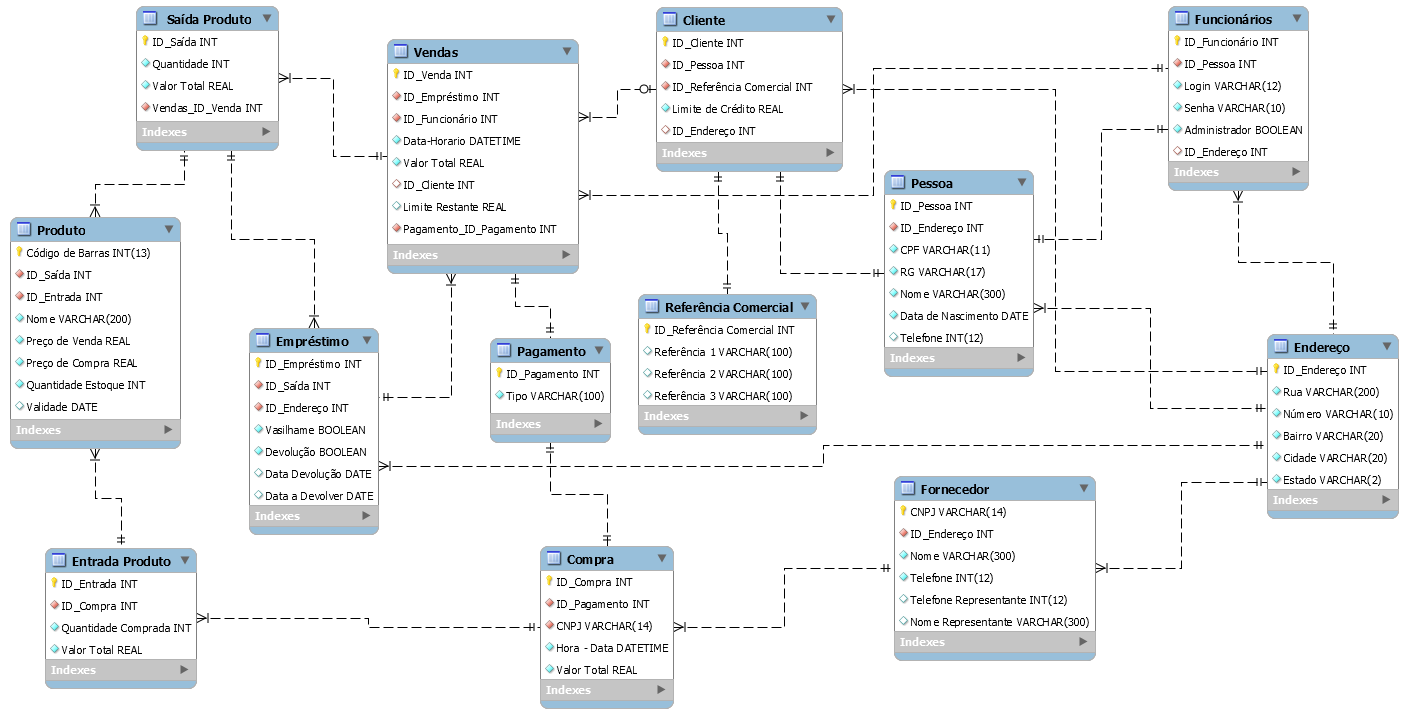 Saída Produto
ID_Saída INT
Quantidade INT
Valor Total REAL
Vendas_ID_Venda INT
Indexes
Vendas
ID_Venda INT
ID_Empréstimo INT
ID_Funcionário INT
Data-Horario DATETIME
Valor Total REAL
ID_Cliente INT
Limite Restante REAL
Pagamento_ID_Pagamento INT
Indexes
Cliente
ID_Cliente INT
ID_Pessoa INT
ID_Referência Comercial INT
Limite de Crédito REAL
ID_Endereço INT
Indexes
Funcionários
ID_Funcionário INT
ID_Pessoa INT
Login VARCHAR(12)
Senha VARCHAR(10)
Administrador BOOLEAN
ID_Endereço INT
Indexes
Pessoa
ID_Pessoa INT
ID_Endereço INT
CPF VARCHAR(11)
RG VARCHAR(17)
Nome VARCHAR(300)
Data de Nascimento DATE
Telefone INT(12)
Indexes
Produto
Código de Barras INT(13)
ID_Saída INT
ID_Entrada INT
Nome VARCHAR(200)
Preço de Venda REAL
Preço de Compra REAL
Quantidade Estoque INT
Validade DATE
Indexes
Empréstimo
ID_Empréstimo INT
ID_Saída INT
ID_Endereço INT
Vasilhame BOOLEAN
Devolução BOOLEAN
Data Devolução DATE
Data a Devolver DATE
Indexes
Pagamento
ID_Pagamento INT
Tipo VARCHAR(100)
Indexes
Referência Comercial
ID_Referência Comercial INT
Referência 1 VARCHAR(100)
Referência 2 VARCHAR(100)
Referência 3 VARCHAR(100)
Indexes
Endereço
ID_Endereço INT
Rua VARCHAR(200)
Número VARCHAR(10)
Bairro VARCHAR(20)
Cidade VARCHAR(20)
Estado VARCHAR(2)
Indexes
Entrada Produto
ID_Entrada INT
ID_Compra INT
Quantidade Comprada INT
Valor Total REAL
Indexes
Compra
ID_Compra INT
ID_Pagamento INT
CNPJ VARCHAR(14)
Hora - Data DATETIME
Valor Total REAL
Indexes
Fornecedor
CNPJ VARCHAR(14)
ID_Endereço INT
Nome VARCHAR(300)
Telefone INT(12)
Telefone Representante INT(12)
Nome Representante VARCHAR(300)
Indexes